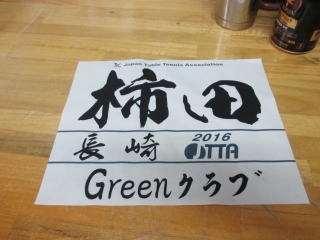 Japan Table Tennis Association
柿田
長崎 2016 JTTA
Greenクラブ